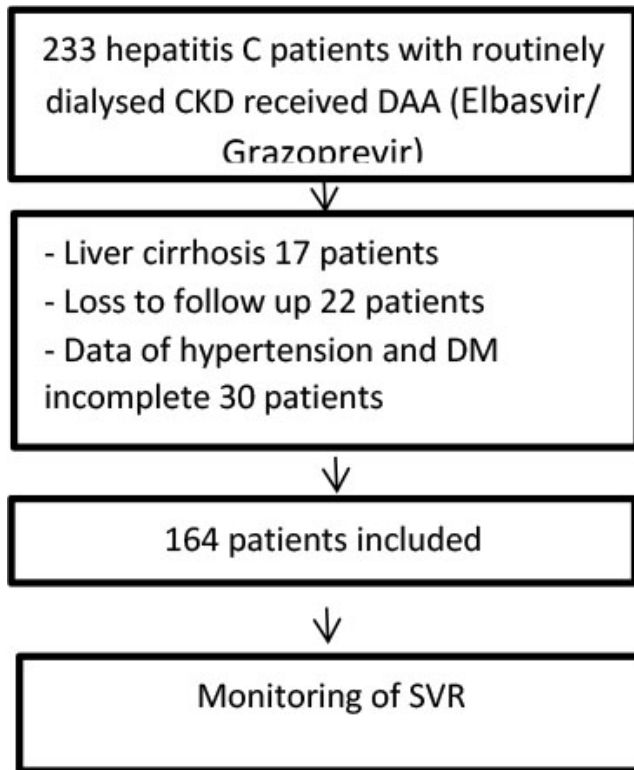 233 hepatitis C patients with routinely
dialysed CKD received DAA (Elbasvir/
Grazoprevir)
- Liver cirrhosis 17 patients
- Loss to follow up 22 patients
- Data of hypertension and DM
incomplete 30 patients
164 patients included
Monitoring of SVR